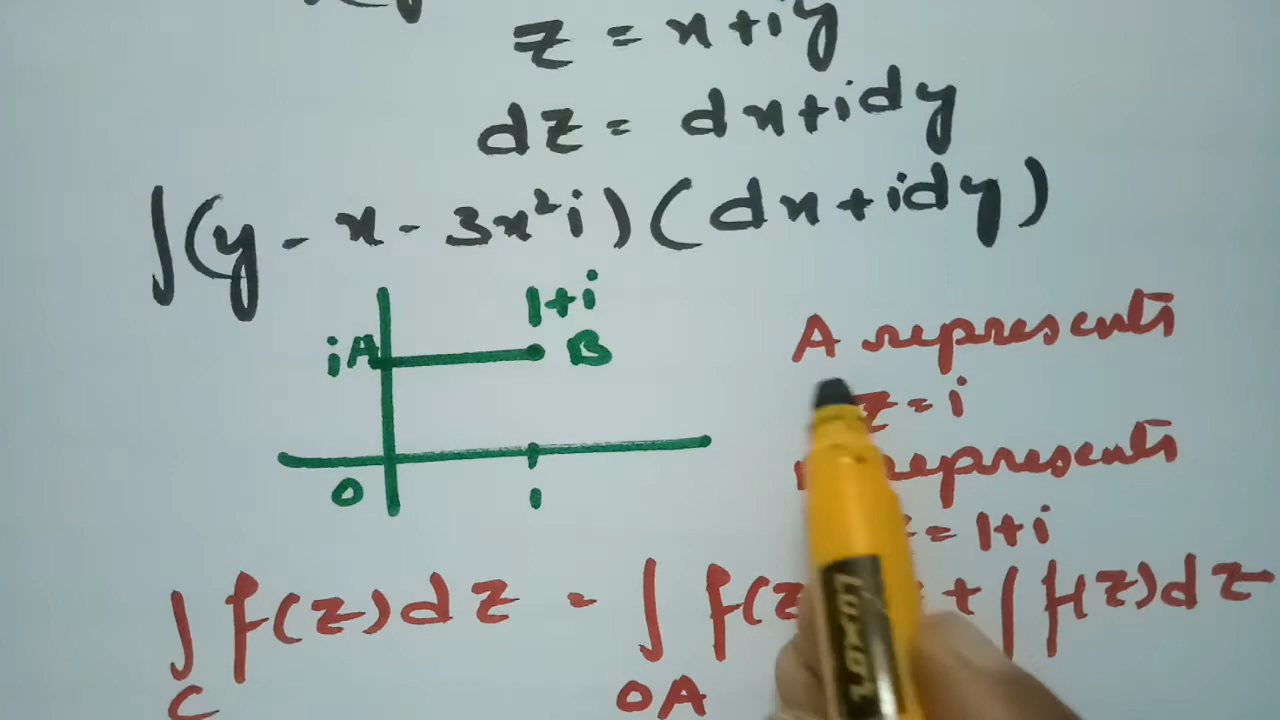 z = x+iy
dz = dx+idy
∫(y - x - 3x²i)(dx+idy)
1+i
iA B
O 1
A represents
z=i
represents
= 1+i
∫ f(z)dz = ∫ f(z + ∫ f(z)dz
C OA
LUXOR